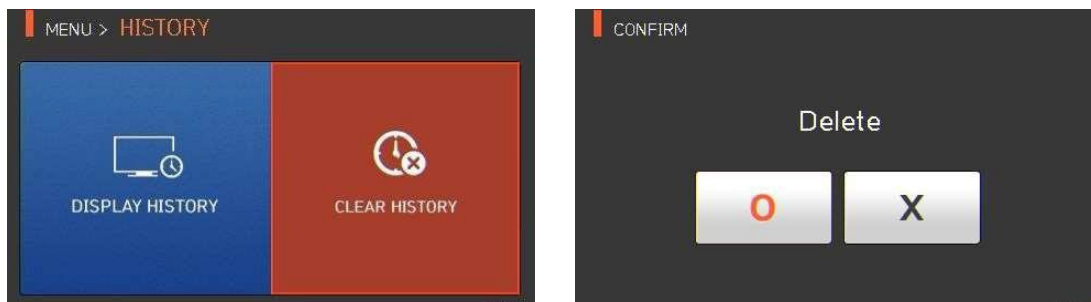 MENU > HISTORY
DISPLAY HISTORY
CLEAR HISTORY
CONFIRM
Delete
O
X